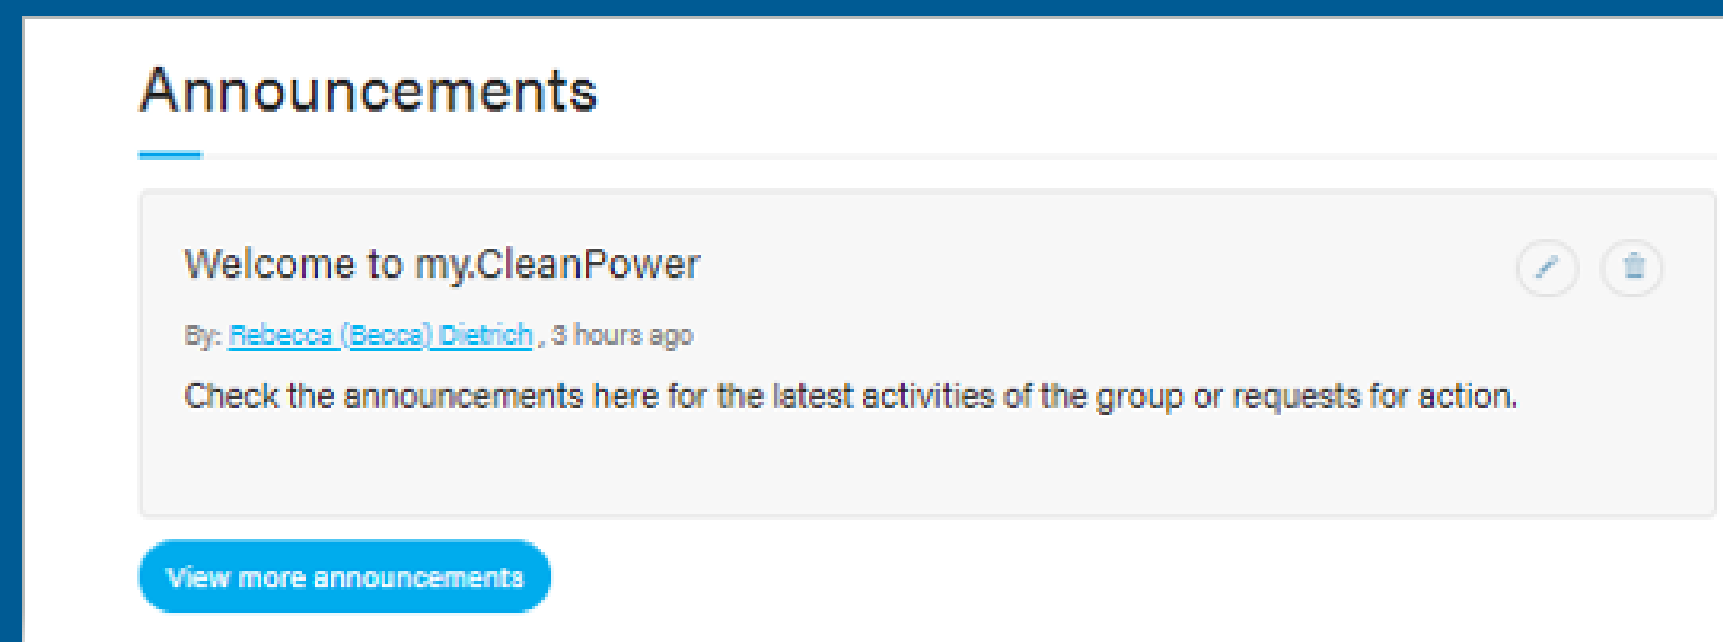 Announcements
Welcome to my.CleanPower
By: Rebecca (Becca) Dietrich , 3 hours ago
Check the announcements here for the latest activities of the group or requests for action.
View more announcements